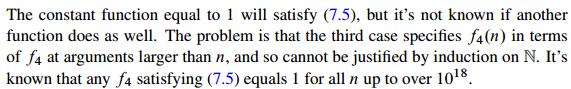 The constant function equal to 1 will satisfy (7.5), but it's not known if another
function does as well. The problem is that the third case specifies f₄(n) in terms
of f₄ at arguments larger than n, and so cannot be justified by induction on ℕ. It's
known that any f₄ satisfying (7.5) equals 1 for all n up to over 10¹⁸.